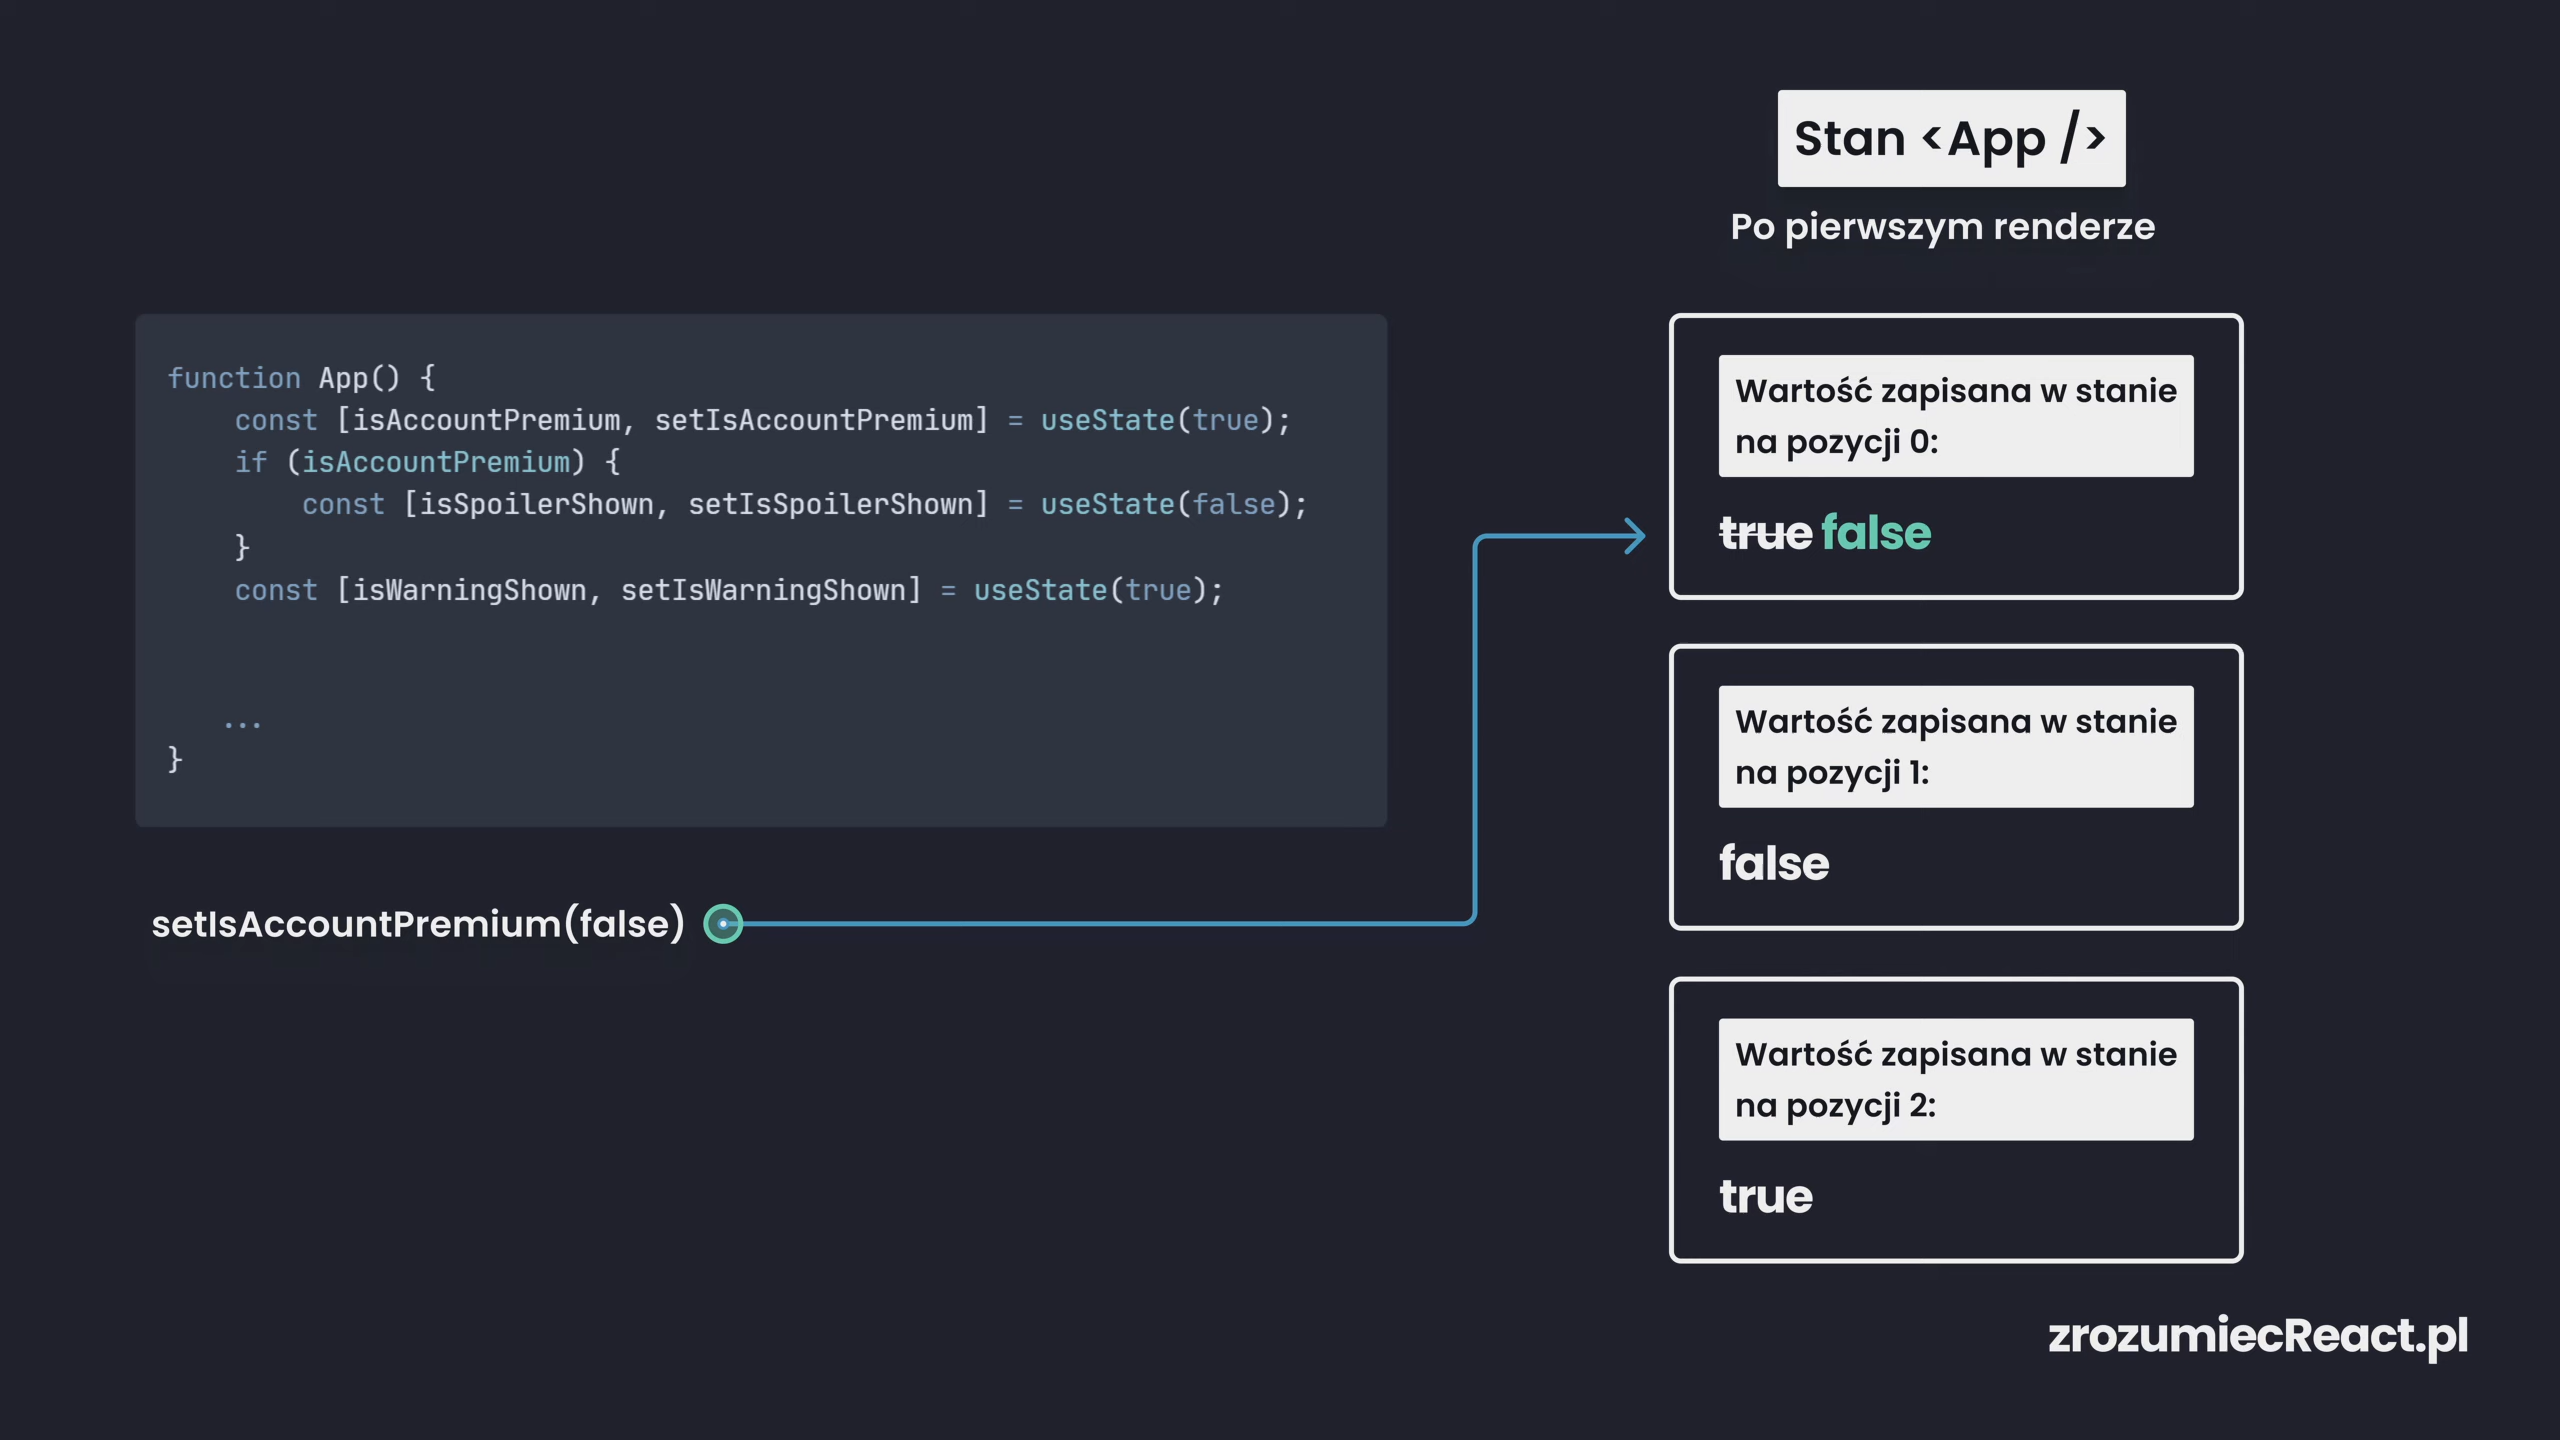 Stan <App />
Po pierwszym renderze
function App() {
    const [isAccountPremium, setIsAccountPremium] = useState(true);
    if (isAccountPremium) {
        const [isSpoilerShown, setIsSpoilerShown] = useState(false);
    }
    const [isWarningShown, setIsWarningShown] = useState(true);
    ...
}
setIsAccountPremium(false)
Wartość zapisana w stanie
na pozycji 0:
true false
Wartość zapisana w stanie
na pozycji 1:
false
Wartość zapisana w stanie
na pozycji 2:
true
zrozumiecReact.pl